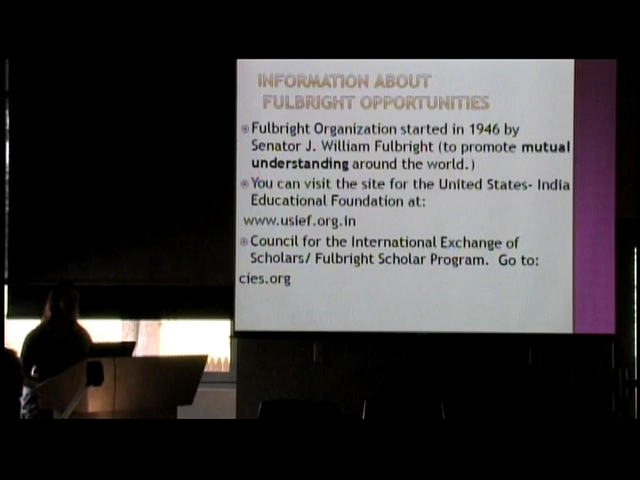 INFORMATION ABOUT
FULBRIGHT OPPORTUNITIES
Fulbright Organization started in 1946 by
Senator J. William Fulbright (to promote mutual
understanding around the world.)
You can visit the site for the United States- India
Educational Foundation at:
www.usief.org.in
Council for the International Exchange of
Scholars/ Fulbright Scholar Program.  Go to:
cies.org